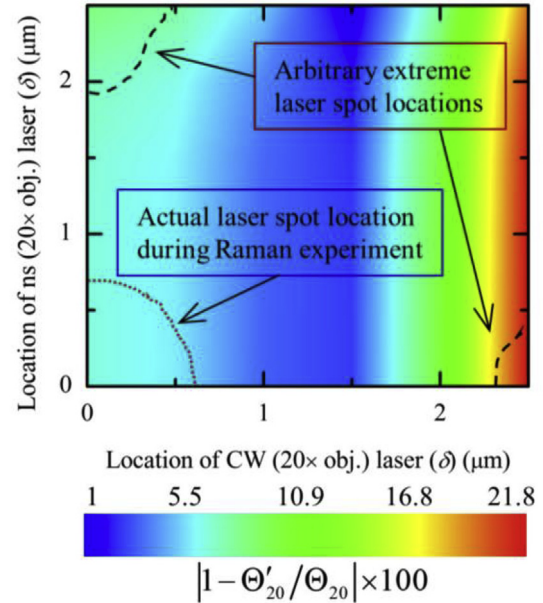 Location of ns (20× obj.) laser (δ) (μm)
2
1
0
Arbitrary extreme
laser spot locations
Actual laser spot location
during Raman experiment
0 1 2
Location of CW (20× obj.) laser (δ) (μm)
1 5.5 10.9 16.8 21.8
|1−Θ′20/Θ20|×100